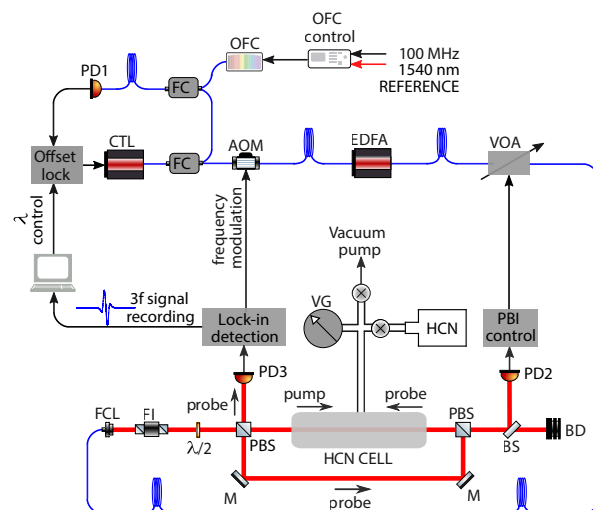 OFC
control
OFC
100 MHz
1540 nm
REFERENCE
PD1
FC
CTL
FC
AOM
EDFA
VOA
Offset
lock
λ
control
frequency
modulation
Vacuum
pump
3f signal
recording
Lock-in
detection
VG
HCN
PBI
control
PD3
PD2
probe
pump
probe
FCL
FI
λ/2
PBS
PBS
BS
BD
HCN CELL
M
M
probe